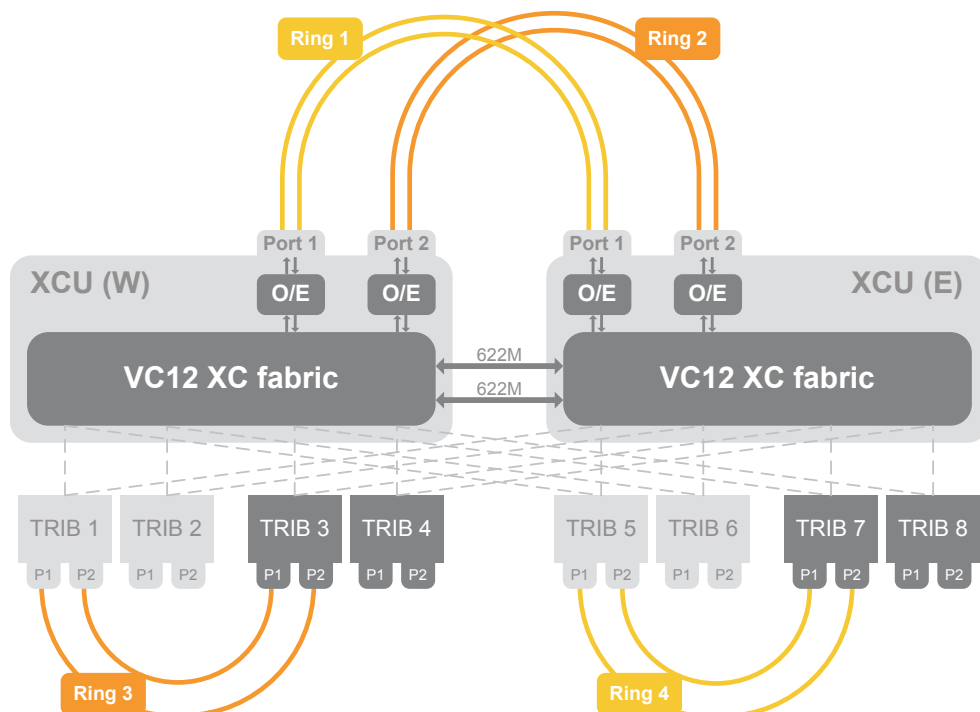 Ring 1
Ring 2
Port 1
Port 2
Port 1
Port 2
XCU (W)
O/E
O/E
O/E
O/E
XCU (E)
VC12 XC fabric
622M
622M
VC12 XC fabric
TRIB 1
TRIB 2
TRIB 3
TRIB 4
TRIB 5
TRIB 6
TRIB 7
TRIB 8
P1
P2
P1
P2
P1
P2
P1
P2
P1
P2
P1
P2
P1
P2
P1
P2
Ring 3
Ring 4